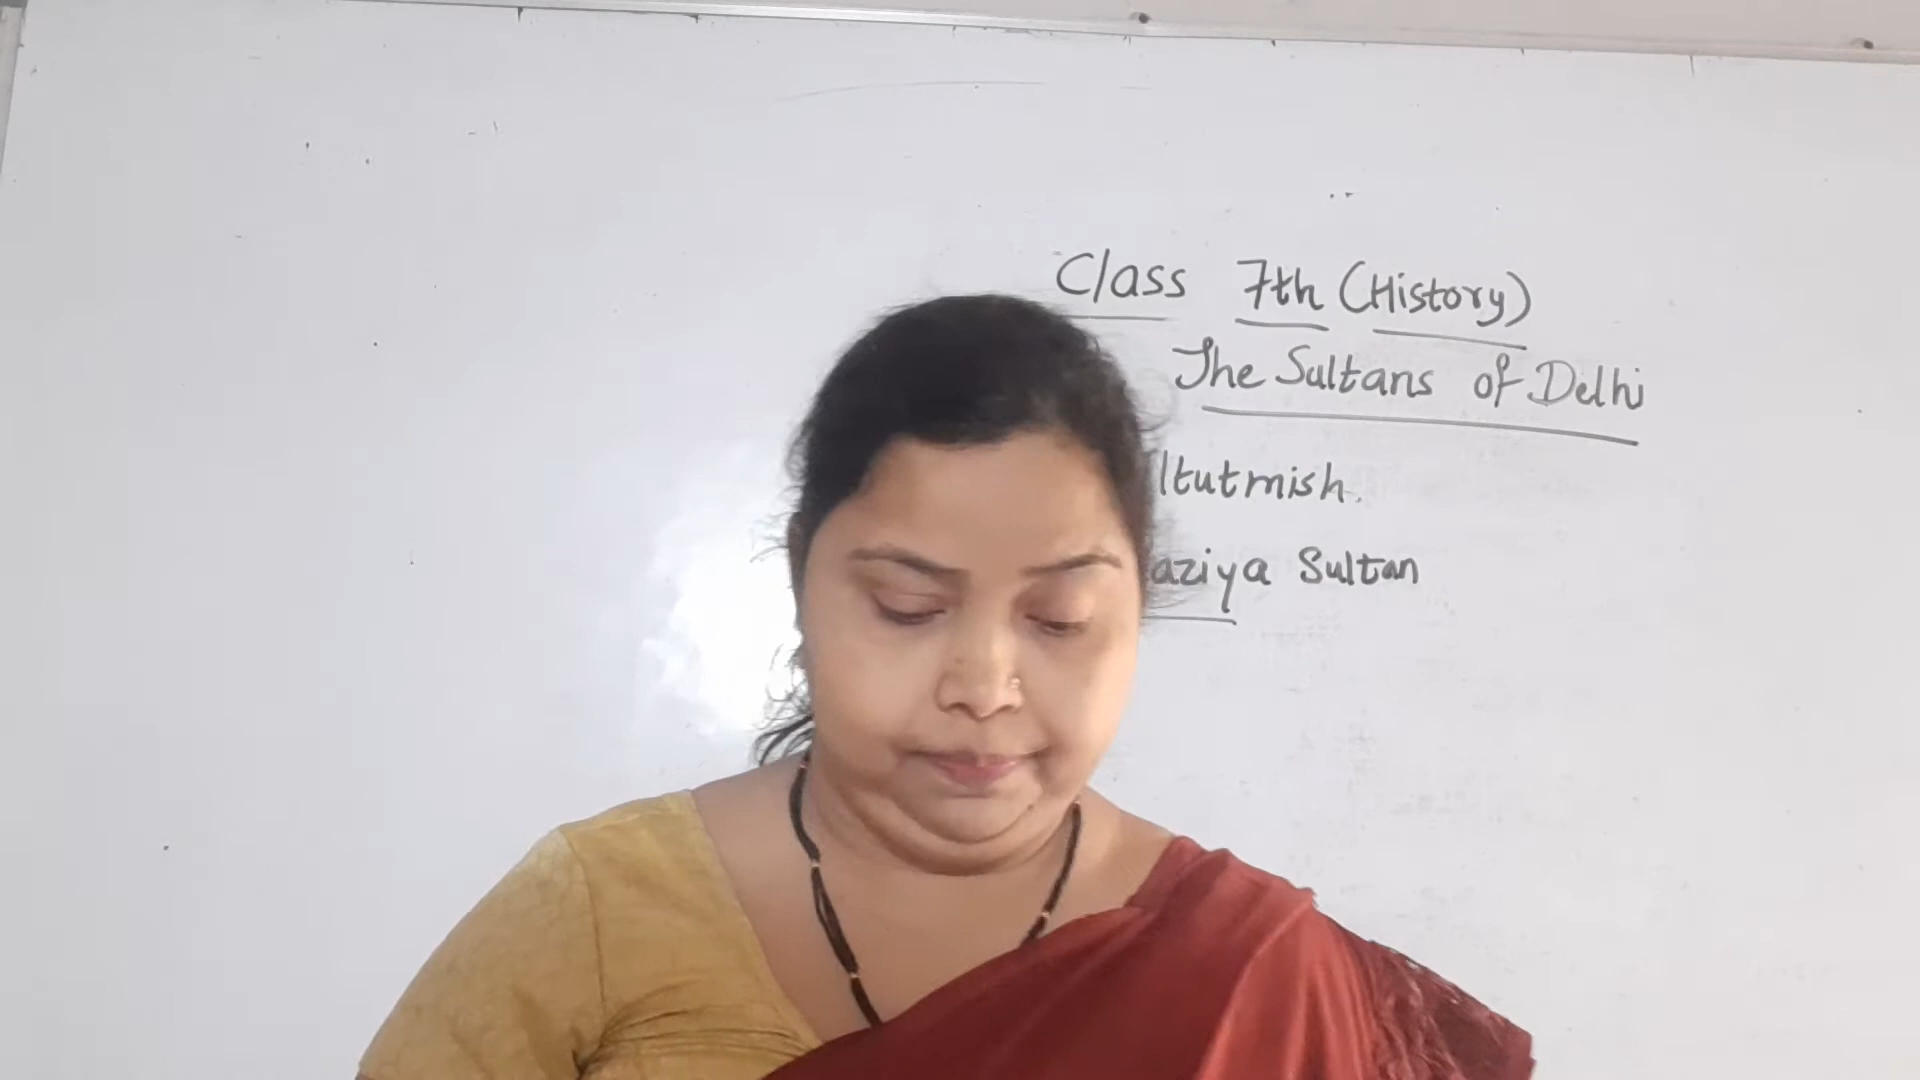 Class 7th (History)
The Sultans of Delhi
ltutmish.
aziya Sultan